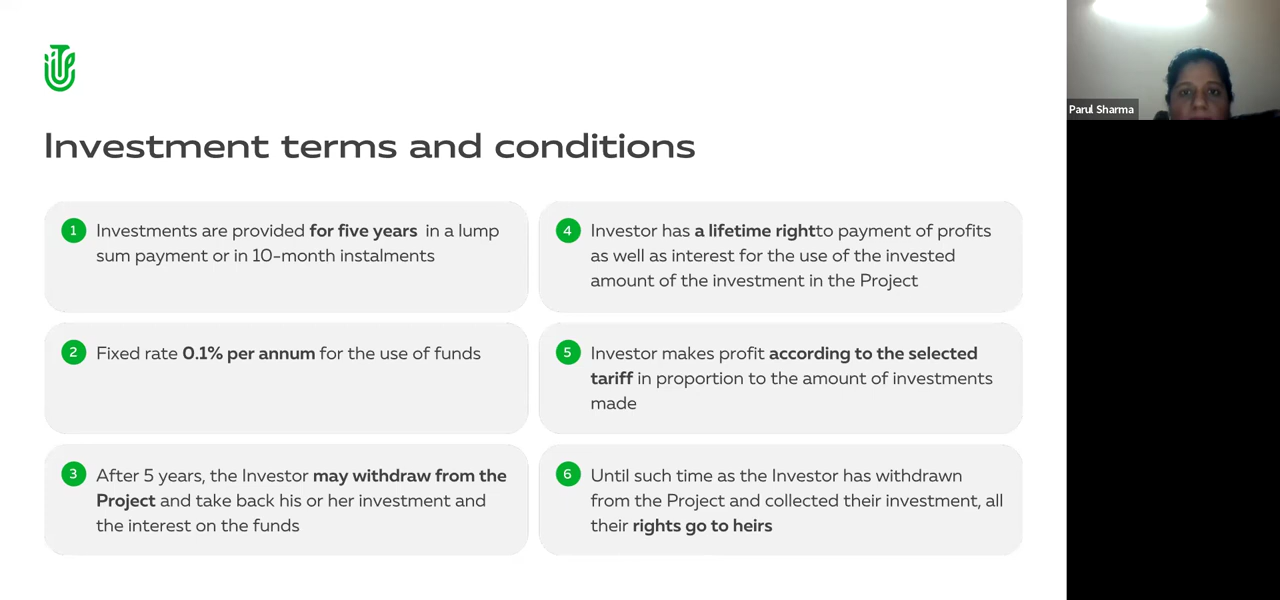 Investment terms and conditions
1
Investments are provided for five years in a lump
sum payment or in 10-month instalments
2
Fixed rate 0.1% per annum for the use of funds
3
After 5 years, the Investor may withdraw from the
Project and take back his or her investment and
the interest on the funds
4
Investor has a lifetime rightto payment of profits
as well as interest for the use of the invested
amount of the investment in the Project
5
Investor makes profit according to the selected
tariff in proportion to the amount of investments
made
6
Until such time as the Investor has withdrawn
from the Project and collected their investment, all
their rights go to heirs
Parul Sharma